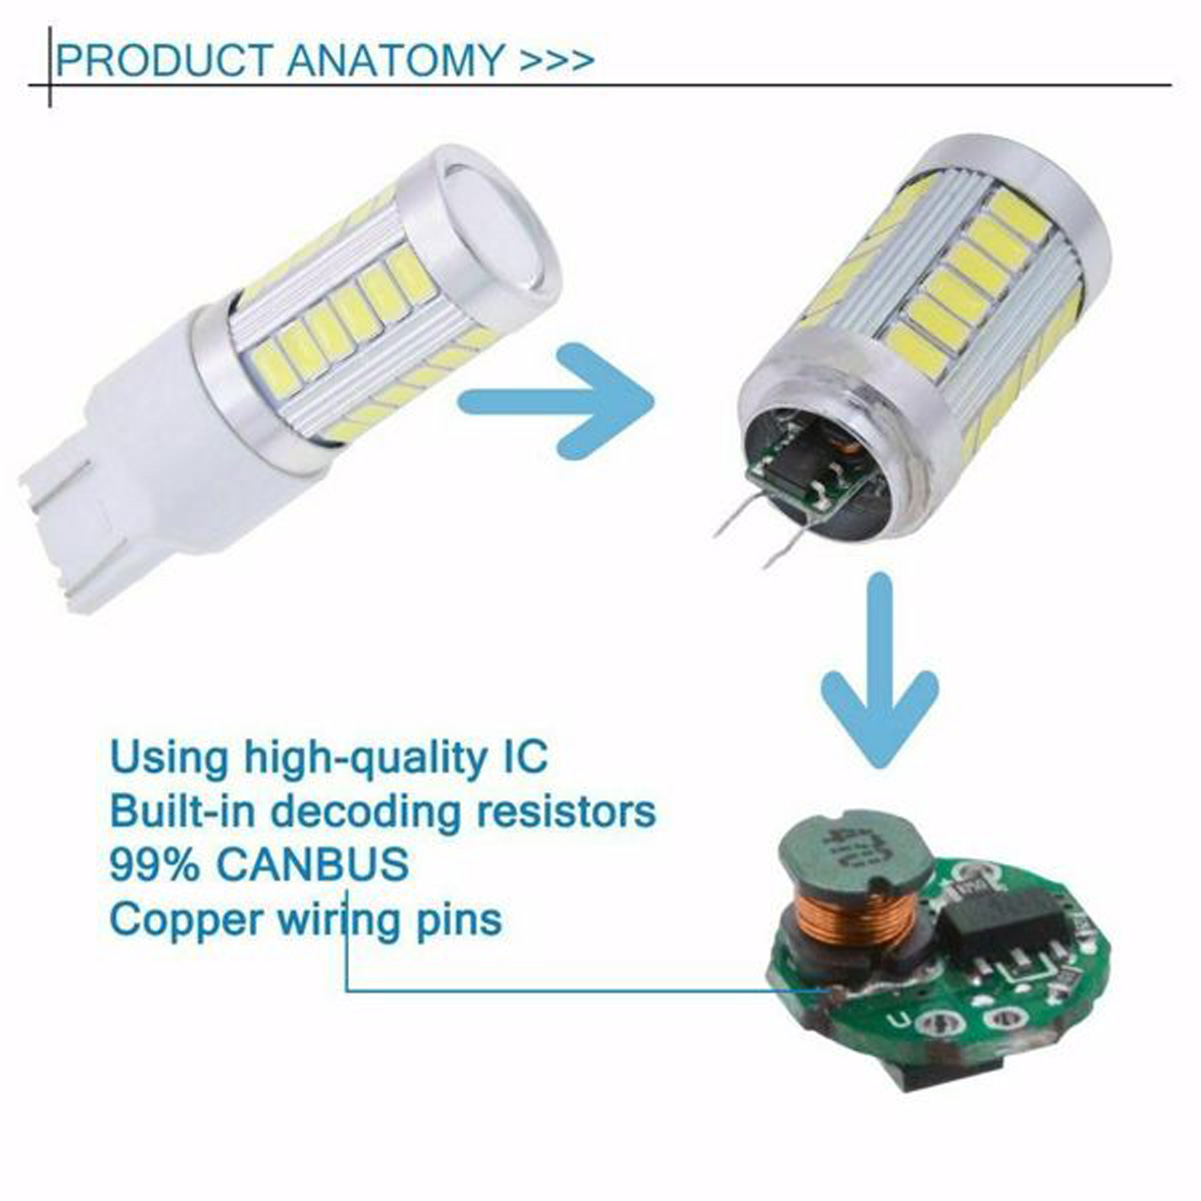 PRODUCT ANATOMY >>>
Using high-quality IC
Built-in decoding resistors
99% CANBUS
Copper wiring pins
U